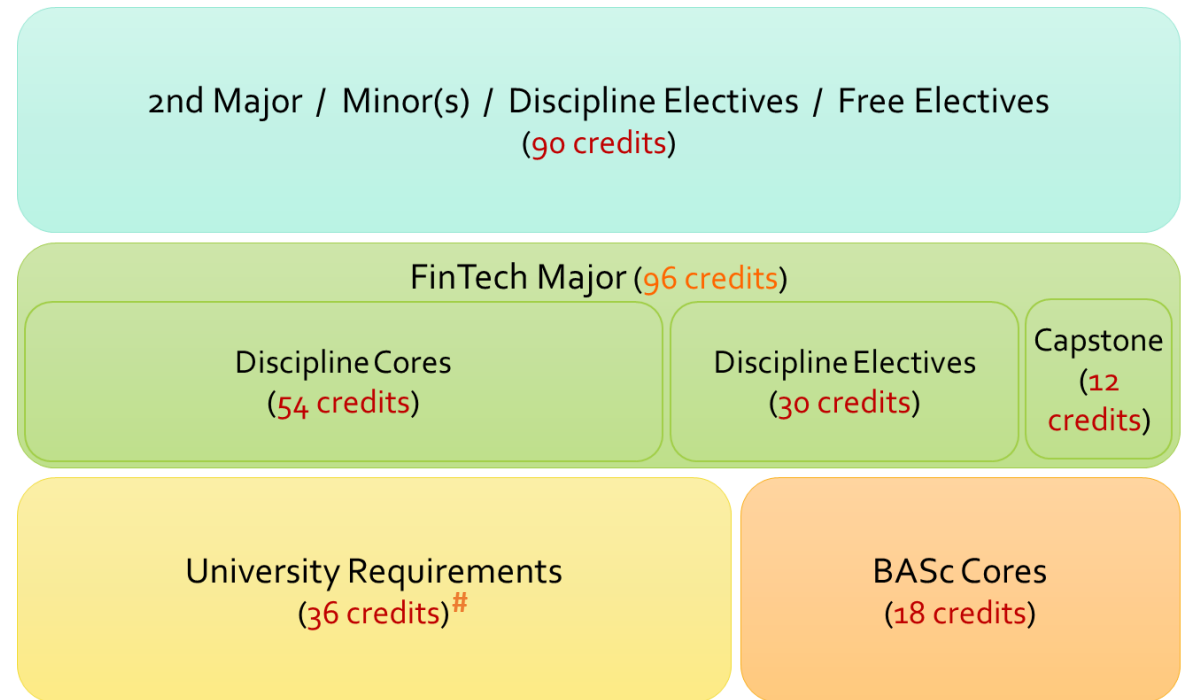 2nd Major / Minor(s) / Discipline Electives / Free Electives
(90 credits)
FinTech Major (96 credits)
Discipline Cores
(54 credits)
Discipline Electives
(30 credits)
Capstone
(12
credits)
University Requirements
(36 credits)#
BASc Cores
(18 credits)